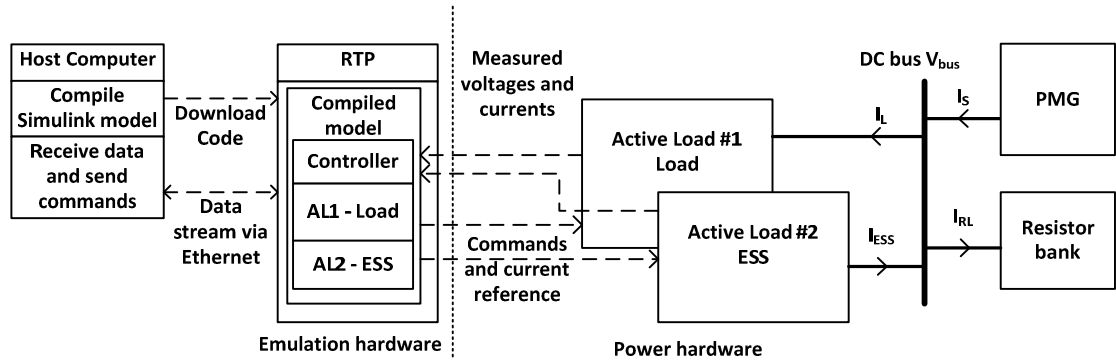 Host Computer
Compile
Simulink model
Receive data
and send
commands
Download
Code
Data
stream via
Ethernet
RTP
Compiled
model
Controller
AL1 - Load
AL2 - ESS
Emulation hardware
Measured
voltages and
currents
Commands
and current
reference
Active Load #1
Load
Active Load #2
ESS
Power hardware
DC bus Vbus
IL
IS
IESS
IRL
PMG
Resistor
bank